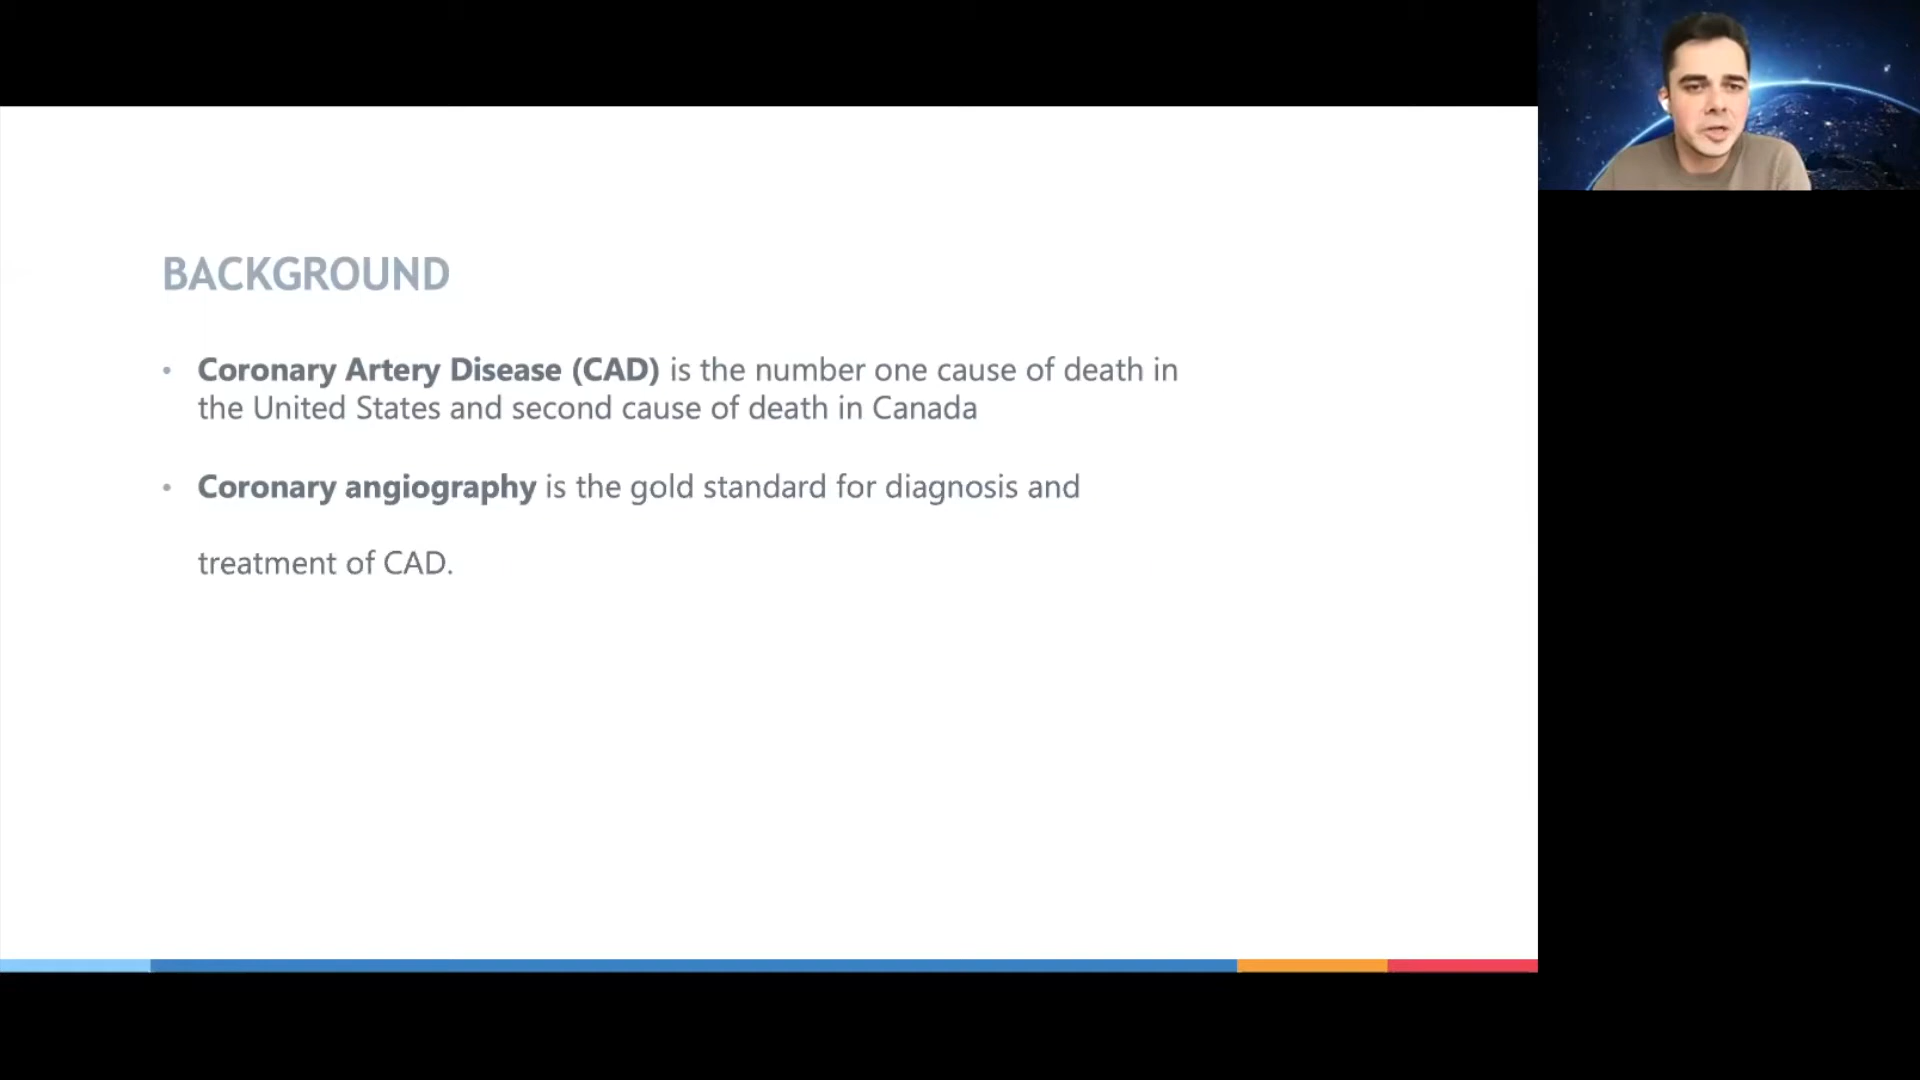 BACKGROUND
• Coronary Artery Disease (CAD) is the number one cause of death in
the United States and second cause of death in Canada
• Coronary angiography is the gold standard for diagnosis and
treatment of CAD.